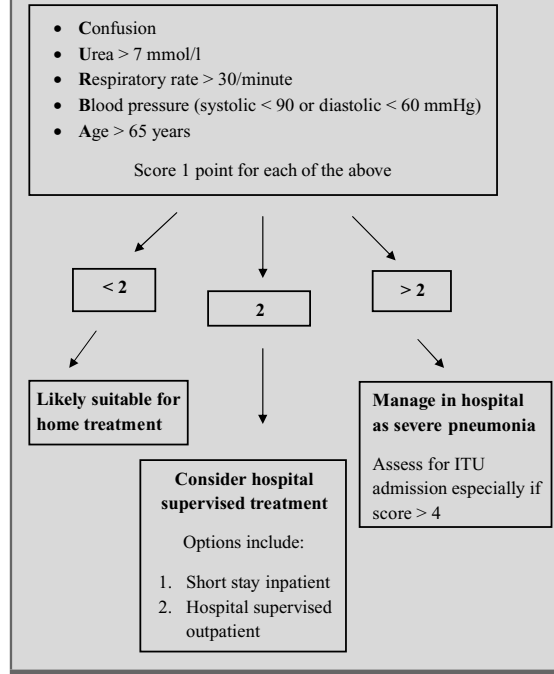 • Confusion
• Urea > 7 mmol/l
• Respiratory rate > 30/minute
• Blood pressure (systolic < 90 or diastolic < 60 mmHg)
• Age > 65 years
Score 1 point for each of the above
< 2
2
> 2
Likely suitable for
home treatment
Consider hospital
supervised treatment
Options include:
1. Short stay inpatient
2. Hospital supervised
outpatient
Manage in hospital
as severe pneumonia
Assess for ITU
admission especially if
score > 4